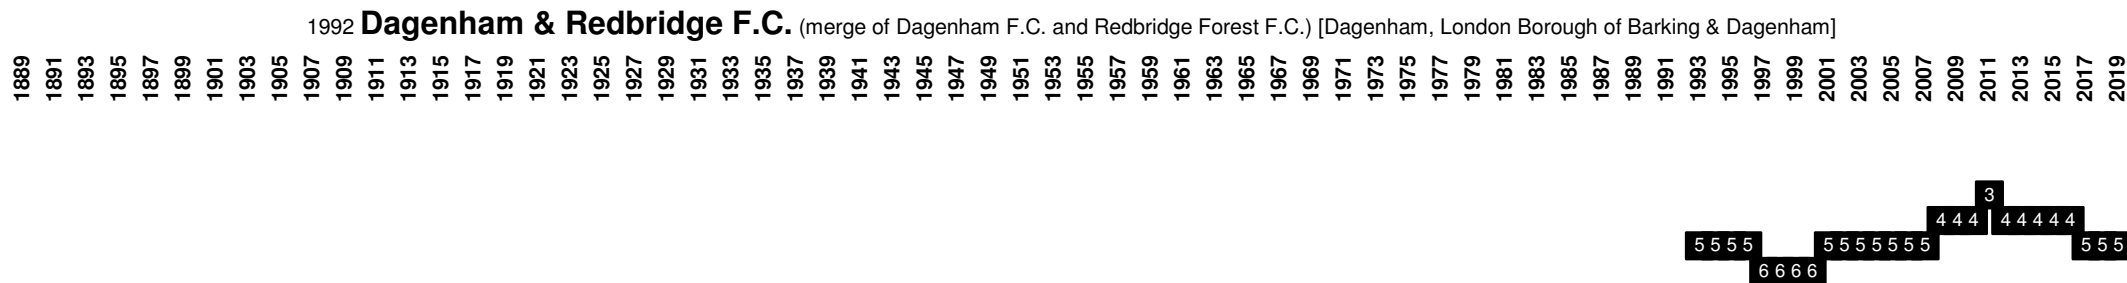 1992 Dagenham & Redbridge F.C. (merge of Dagenham F.C. and Redbridge Forest F.C.) [Dagenham, London Borough of Barking & Dagenham]
1889 1891 1893 1895 1897 1899 1901 1903 1905 1907 1909 1911 1913 1915 1917 1919 1921 1923 1925 1927 1929 1931 1933 1935 1937 1939 1941 1943 1945 1947 1949 1951 1953 1955 1957 1959 1961 1963 1965 1967 1969 1971 1973 1975 1977 1979 1981 1983 1985 1987 1989 1991 1993 1995 1997 1999 2001 2003 2005 2007 2009 2011 2013 2015 2017 2019
3
4 4 4 4 4 4 4 4
5 5 5 5 5 5 5 5 5 5 5 5 5 5
6 6 6 6